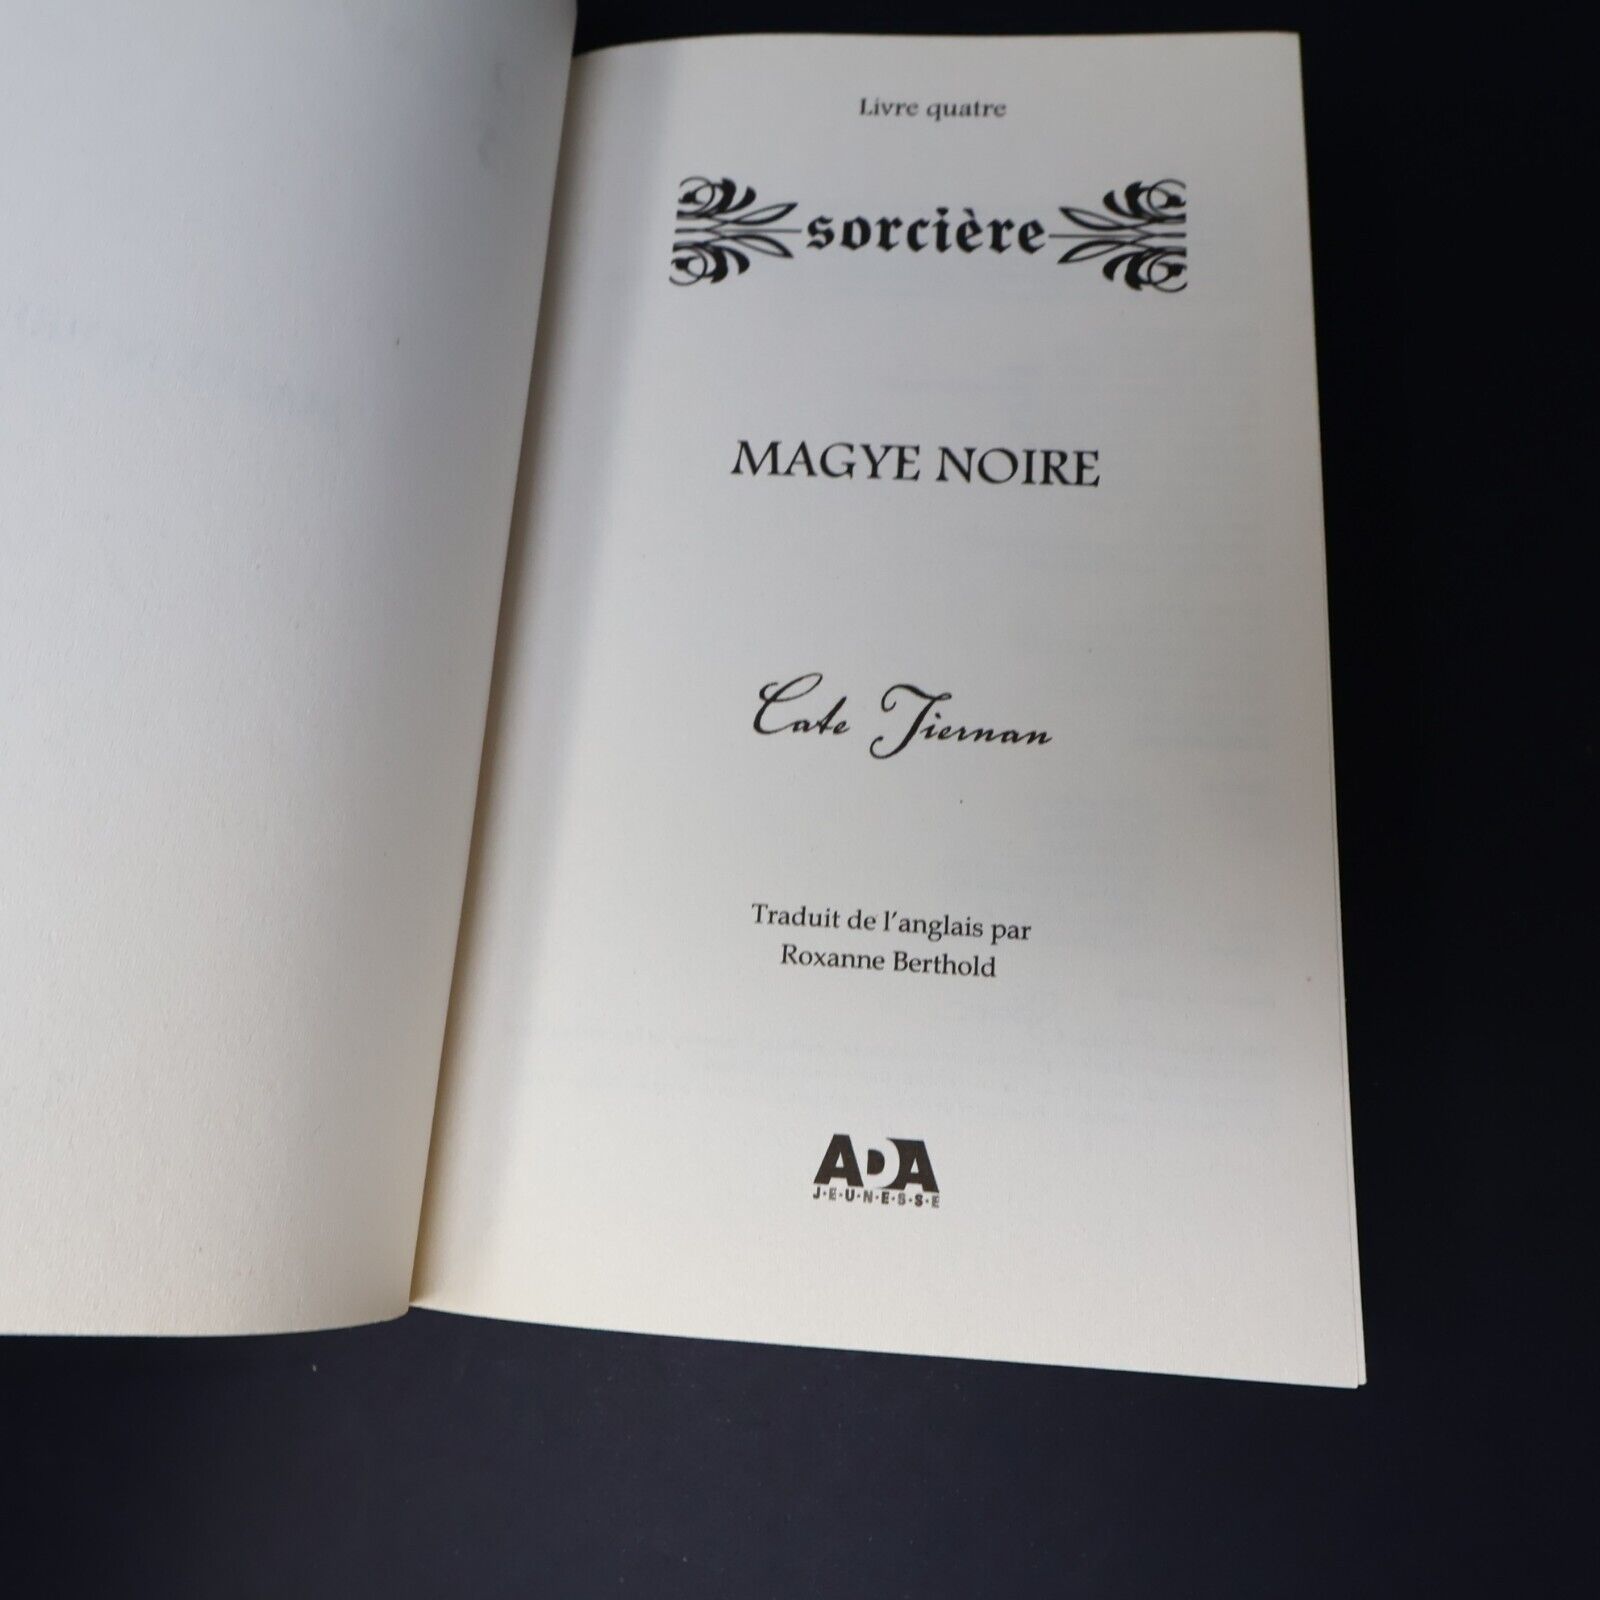 Livre quatre
sorcière
MAGYE NOIRE
Cate Tiernan
Traduit de l'anglais par
Roxanne Berthold
ADA
J·E·U·N·E·S·S·E